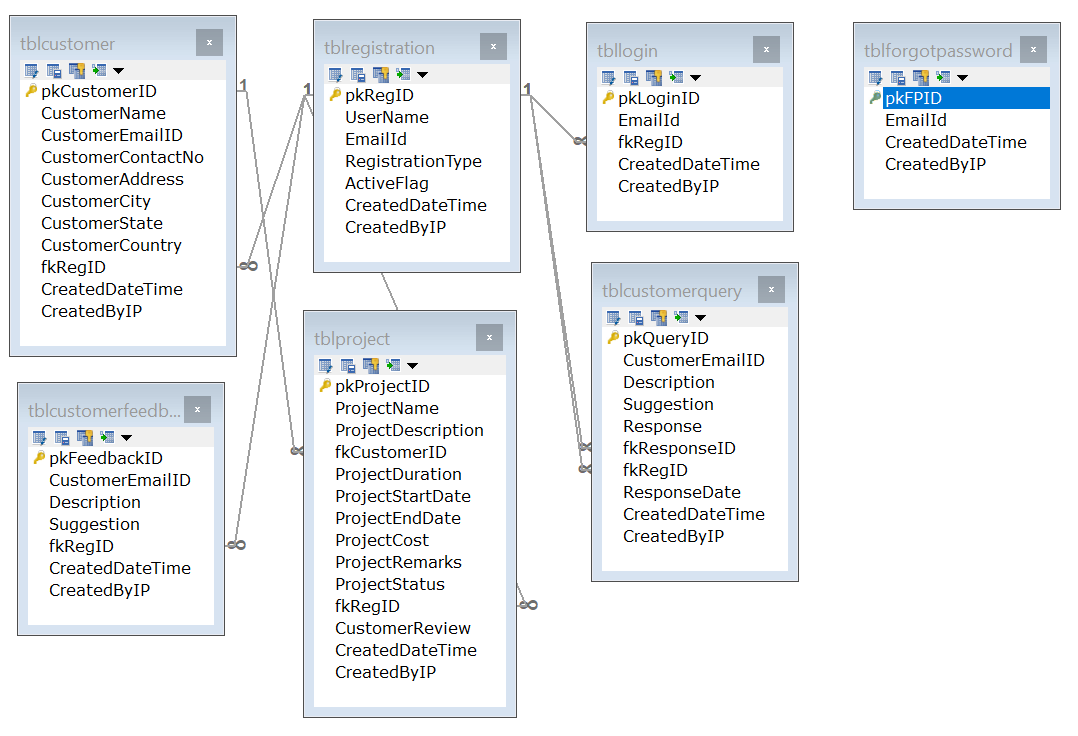 tblcustomer
pkCustomerID
CustomerName
CustomerEmailID
CustomerContactNo
CustomerAddress
CustomerCity
CustomerState
CustomerCountry
fkRegID
CreatedDateTime
CreatedByIP
1
∞
tblregistration
pkRegID
UserName
EmailId
RegistrationType
ActiveFlag
CreatedDateTime
CreatedByIP
1
1
tbllogin
pkLoginID
EmailId
fkRegID
CreatedDateTime
CreatedByIP
∞
tblforgotpassword
pkFPID
EmailId
CreatedDateTime
CreatedByIP
tblcustomerfeedb...
pkFeedbackID
CustomerEmailID
Description
Suggestion
fkRegID
CreatedDateTime
CreatedByIP
∞
tblproject
pkProjectID
ProjectName
ProjectDescription
fkCustomerID
ProjectDuration
ProjectStartDate
ProjectEndDate
ProjectCost
ProjectRemarks
ProjectStatus
fkRegID
CustomerReview
CreatedDateTime
CreatedByIP
∞
∞
tblcustomerquery
pkQueryID
CustomerEmailID
Description
Suggestion
Response
fkResponseID
fkRegID
ResponseDate
CreatedDateTime
CreatedByIP
∞
∞